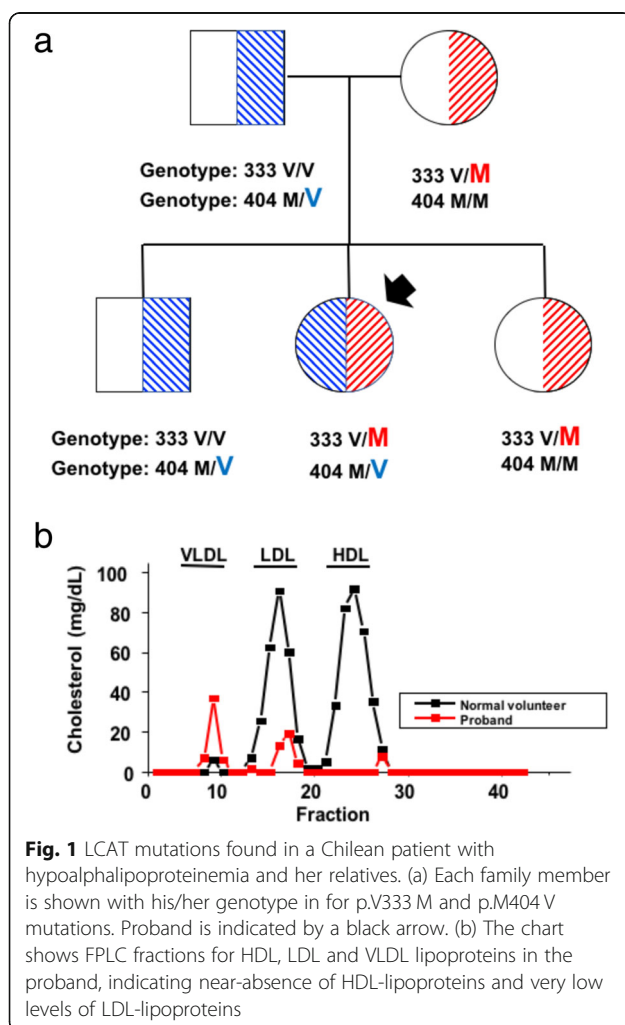 a
Genotype: 333 V/V
Genotype: 404 M/V
333 V/M
404 M/M
Genotype: 333 V/V
Genotype: 404 M/V
333 V/M
404 M/V
333 V/M
404 M/M
b
VLDL LDL HDL
Cholesterol (mg/dL)
100
80
60
40
20
0
0 10 20 30 40
Fraction
Normal volunteer
Proband
Fig. 1 LCAT mutations found in a Chilean patient with
hypoalphalipoproteinemia and her relatives. (a) Each family member
is shown with his/her genotype in for p.V333 M and p.M404 V
mutations. Proband is indicated by a black arrow. (b) The chart
shows FPLC fractions for HDL, LDL and VLDL lipoproteins in the
proband, indicating near-absence of HDL-lipoproteins and very low
levels of LDL-lipoproteins